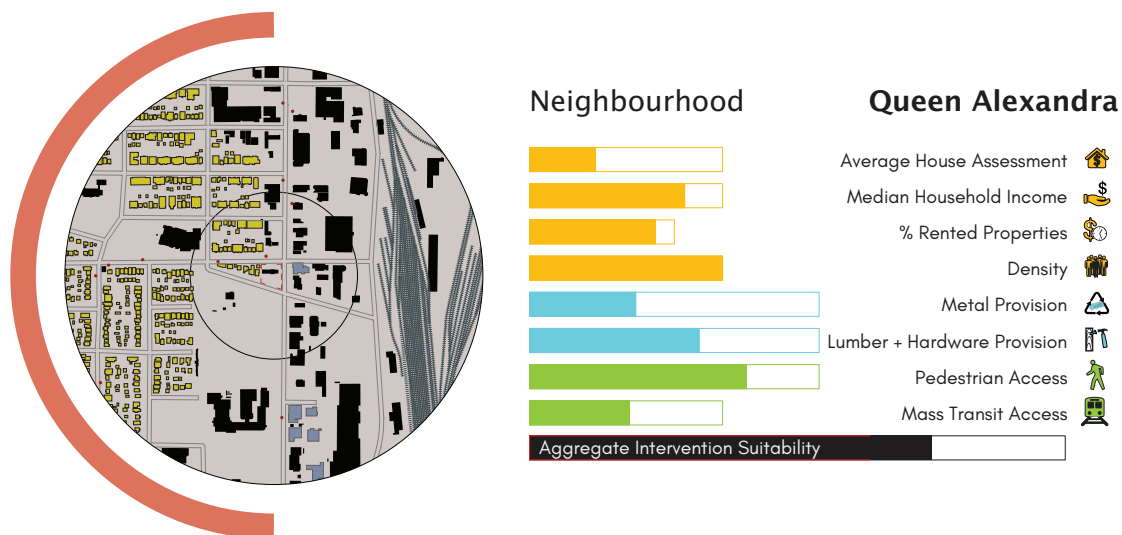 Neighbourhood Queen Alexandra
Average House Assessment
Median Household Income
% Rented Properties
Density
Metal Provision
Lumber + Hardware Provision
Pedestrian Access
Mass Transit Access
Aggregate Intervention Suitability